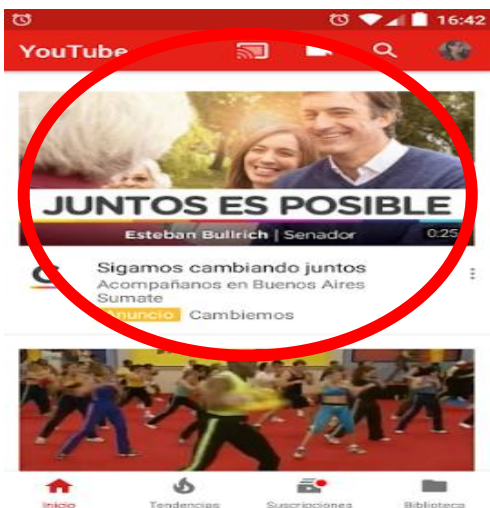 16:42
YouTube
JUNTOS ES POSIBLE
Esteban Bullrich | Senador
0:25
Sigamos cambiando juntos
Acompañanos en Buenos Aires
Sumate
Anuncio Cambiemos
Inicio Tendencias Suscripciones Biblioteca